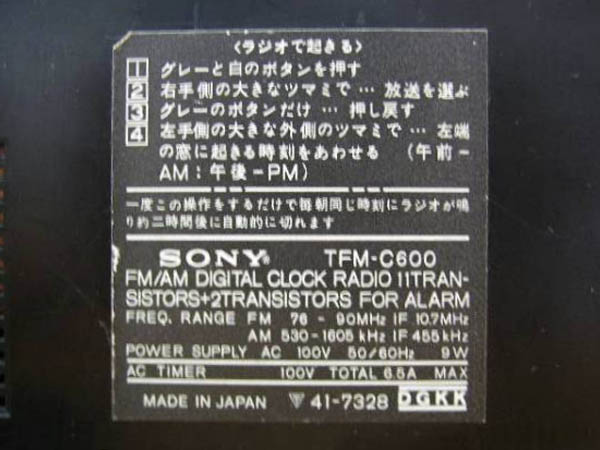 〈ラジオで起きる〉
1 グレーと白のボタンを押す
2 右手側の大きなツマミで … 放送を選ぶ
3 グレーのボタンだけ … 押し戻す
4 左手側の大きな外側のツマミで … 左端
の窓に起きる時刻をあわせる (午前-
AM:午後-PM)
一度この操作をするだけで毎朝同じ時刻にラジオが鳴
り約二時間後に自動的に切れます
SONY TFM-C600
FM/AM DIGITAL CLOCK RADIO 11TRAN-
SISTORS+2TRANSISTORS FOR ALARM
FREQ. RANGE FM 76 - 90MHz IF 10.7MHz
AM 530-1605 kHz IF 455 kHz
POWER SUPPLY AC 100V 50/60Hz 9W
AC TIMER 100V TOTAL 6.5A MAX
MADE IN JAPAN 41-7328 DGKK